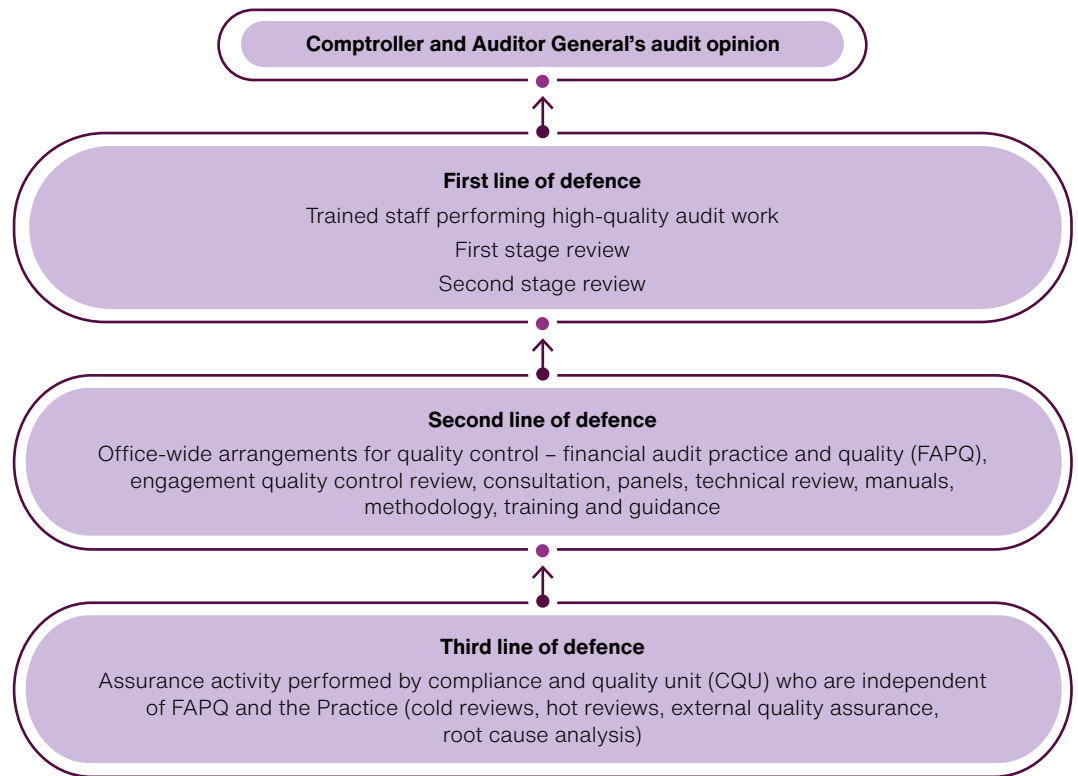 Comptroller and Auditor General’s audit opinion
First line of defence
Trained staff performing high-quality audit work
First stage review
Second stage review
Second line of defence
Office-wide arrangements for quality control – financial audit practice and quality (FAPQ),
engagement quality control review, consultation, panels, technical review, manuals,
methodology, training and guidance
Third line of defence
Assurance activity performed by compliance and quality unit (CQU) who are independent
of FAPQ and the Practice (cold reviews, hot reviews, external quality assurance,
root cause analysis)